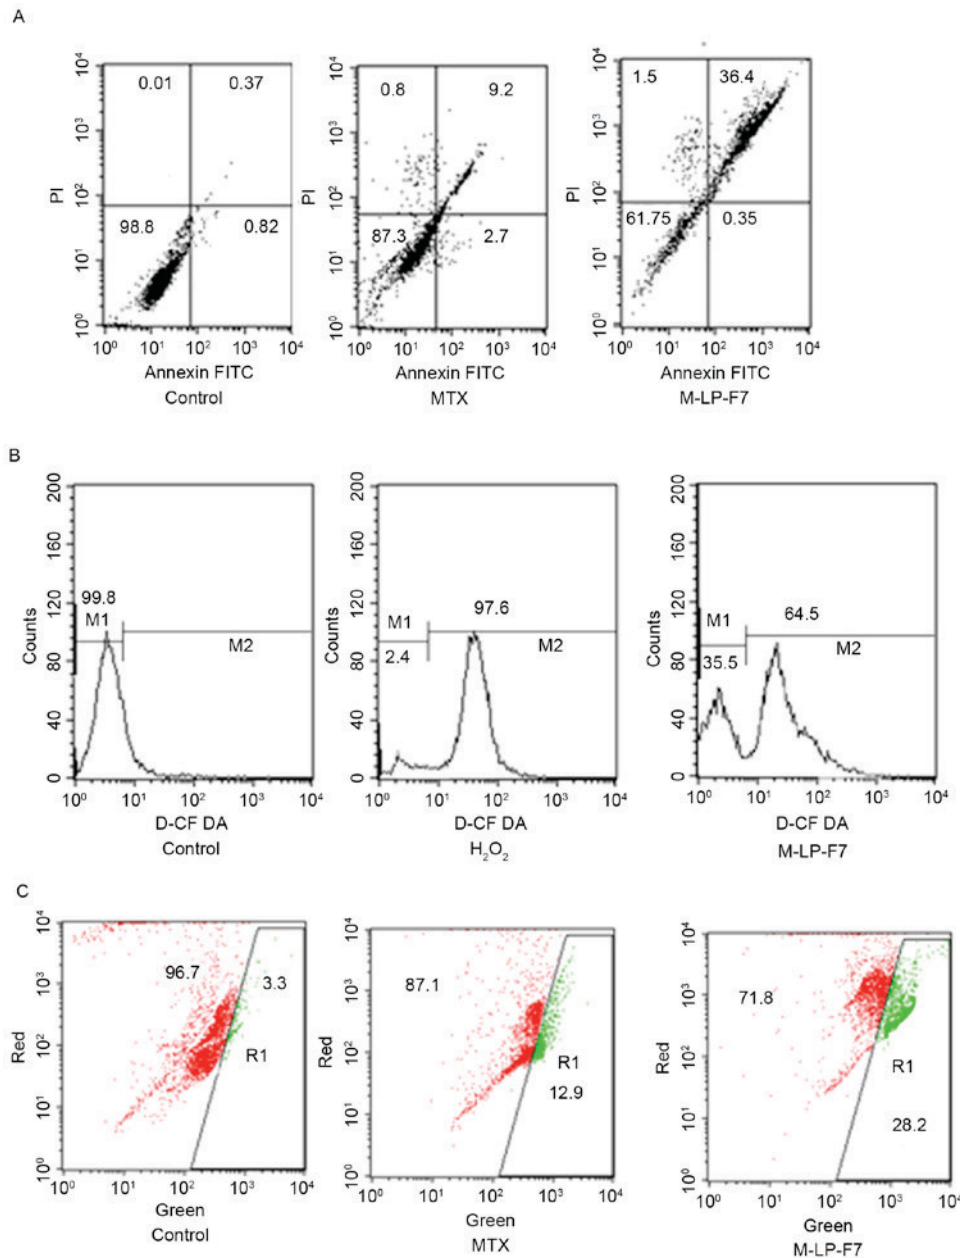 A
PI
10⁴
10³
10²
10¹
10⁰
0.01
0.37
98.8
0.82
10⁰ 10¹ 10² 10³ 10⁴
Annexin FITC
Control
PI
10⁴
10³
10²
10¹
10⁰
0.8
9.2
87.3
2.7
10⁰ 10¹ 10² 10³ 10⁴
Annexin FITC
MTX
PI
10⁴
10³
10²
10¹
10⁰
1.5
36.4
61.75
0.35
10⁰ 10¹ 10² 10³ 10⁴
Annexin FITC
M-LP-F7
B
Counts
200
160
120
80
40
0
99.8
M1
M2
10⁰ 10¹ 10² 10³ 10⁴
D-CF DA
Control
Counts
200
160
120
80
40
0
97.6
M1
M2
2.4
10⁰ 10¹ 10² 10³ 10⁴
D-CF DA
H₂O₂
Counts
200
160
120
80
40
0
64.5
M1
M2
35.5
10⁰ 10¹ 10² 10³ 10⁴
D-CF DA
M-LP-F7
C
Red
10⁴
10³
10²
10¹
10⁰
96.7
3.3
R1
10⁰ 10¹ 10² 10³ 10⁴
Green
Control
Red
10⁴
10³
10²
10¹
10⁰
87.1
R1
12.9
10⁰ 10¹ 10² 10³ 10⁴
Green
MTX
Red
10⁴
10³
10²
10¹
10⁰
71.8
R1
28.2
10⁰ 10¹ 10² 10³ 10⁴
Green
M-LP-F7